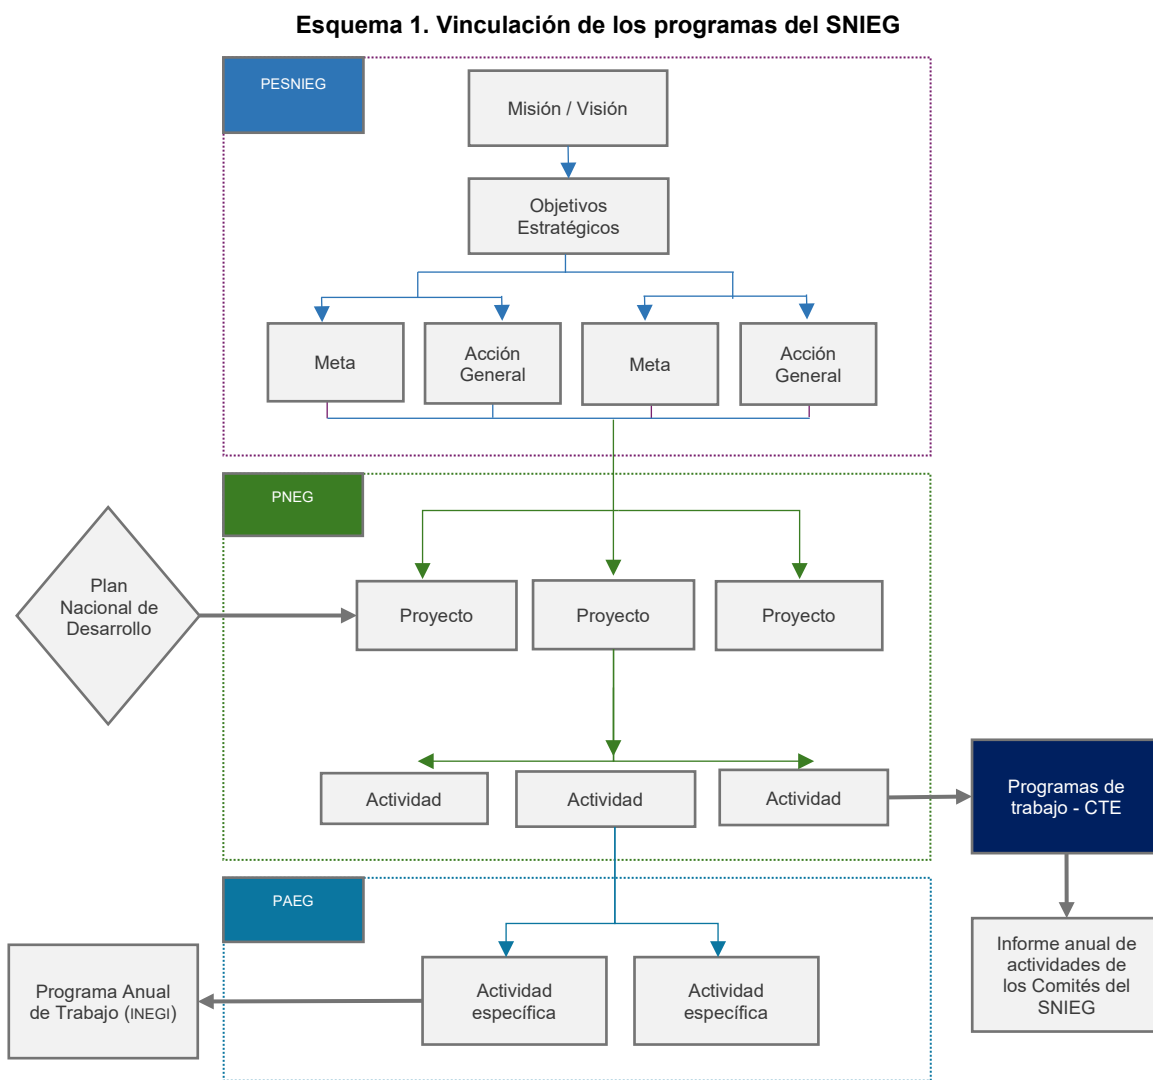 Esquema 1. Vinculación de los programas del SNIEG
PESNIEG
Misión / Visión
Objetivos
Estratégicos
Meta
Acción
General
Meta
Acción
General
PNEG
Plan
Nacional de
Desarrollo
Proyecto
Proyecto
Proyecto
Actividad
Actividad
Actividad
Programas de
trabajo - CTE
PAEG
Programa Anual
de Trabajo (INEGI)
Actividad
específica
Actividad
específica
Informe anual de
actividades de
los Comités del
SNIEG